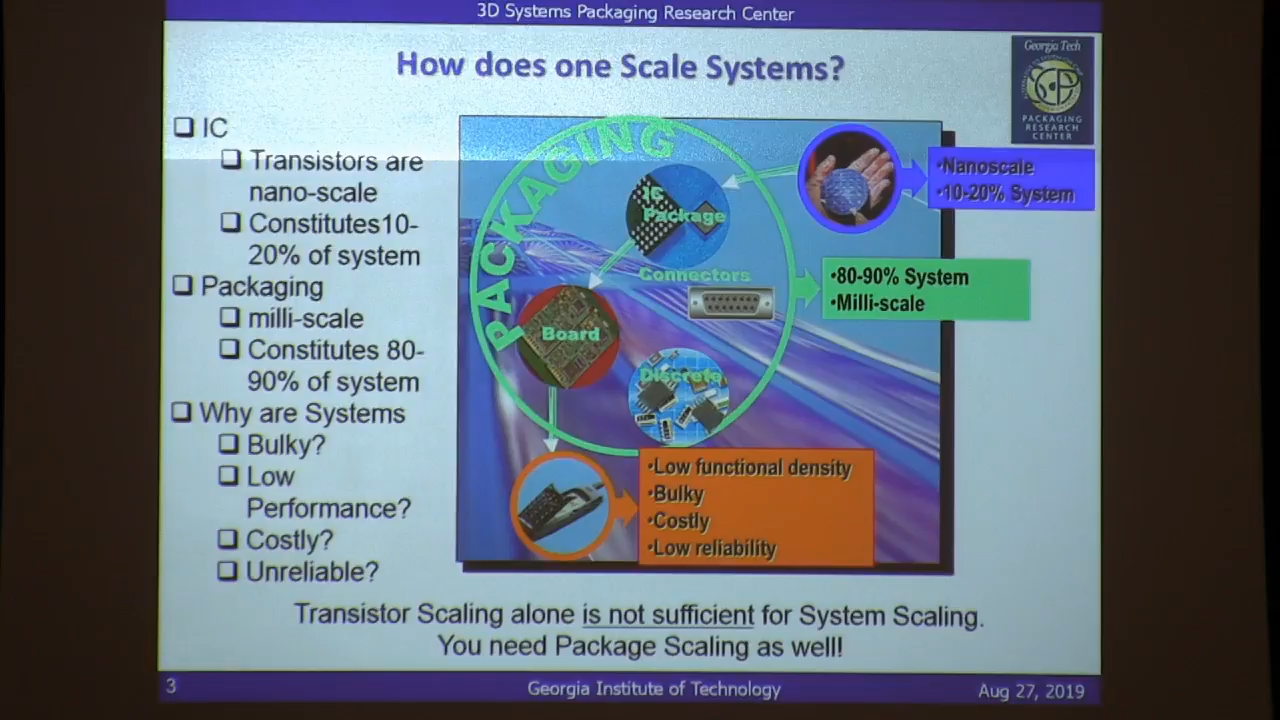 3D Systems Packaging Research Center
How does one Scale Systems?
Georgia Tech
PACKAGING
RESEARCH
CENTER
❑ IC
❑ Transistors are
nano-scale
❑ Constitutes10-
20% of system
❑ Packaging
❑ milli-scale
❑ Constitutes 80-
90% of system
❑ Why are Systems
❑ Bulky?
❑ Low
Performance?
❑ Costly?
❑ Unreliable?
PACKAGING
IC
Package
Connectors
Board
Discrete
•Nanoscale
•10-20% System
•80-90% System
•Milli-scale
•Low functional density
•Bulky
•Costly
•Low reliability
Transistor Scaling alone is not sufficient for System Scaling.
You need Package Scaling as well!
3
Georgia Institute of Technology
Aug 27, 2019